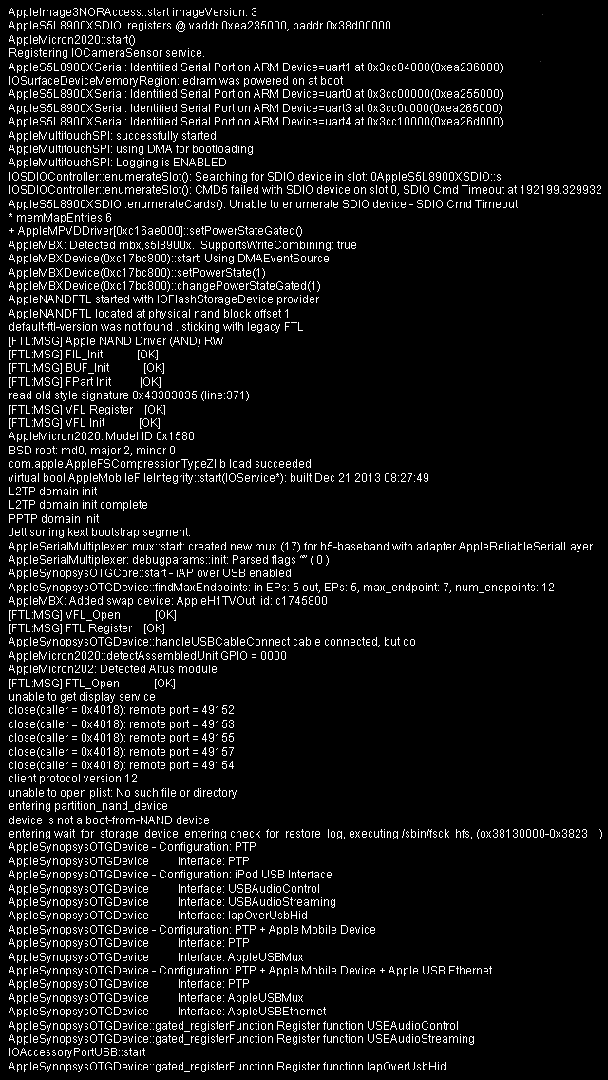 AppleImage3NORAccess::start imageVersion: 3
AppleS5L8900XSDIO: registers @ vaddr 0xea235000, paddr 0x38d00000
AppleMicron2020::start()
Registering IOCameraSensor service.
AppleS5L8900XSerial: Identified Serial Port on ARM Device=uart1 at 0x3cc04000(0xea236000)
IOSurfaceDeviceMemoryRegion: edram was powered on at boot
AppleS5L8900XSerial: Identified Serial Port on ARM Device=uart0 at 0x3cc00000(0xea255000)
AppleS5L8900XSerial: Identified Serial Port on ARM Device=uart3 at 0x3cc0c000(0xea265000)
AppleS5L8900XSerial: Identified Serial Port on ARM Device=uart4 at 0x3cc10000(0xea26d000)
AppleMultitouchSPI: successfully started
AppleMultitouchSPI: using DMA for bootloading
AppleMultitouchSPI: Logging is ENABLED
IOSDIOController::enumerateSlot(): Searching for SDIO device in slot: 0AppleS5L8900XSDIO::s
IOSDIOController::enumerateSlot(): CMD5 failed with SDIO device on slot 0, SDIO Cmd Timeout at 192199.329932
AppleS5L8900XSDIO::enumerateCards(): Unable to enumerate SDIO device - SDIO Cmd Timeout
* memMapEntries 6
+ AppleMPVDDriver[0xc16ae000]::setPowerStateGated()
AppleMBX: Detected mbx,s5l8900x. SupportsWriteCombining: true
AppleMBXDevice(0xc17bc800)::start: Using DMAEventSource
AppleMBXDevice(0xc17bc800)::setPowerState(1)
AppleMBXDevice(0xc17bc800)::changePowerStateGated(1)
AppleNANDFTL started with IOFlashStorageDevice provider
AppleNANDFTL located at physical nand block offset 1
default-ftl-version was not found . sticking with legacy FTL
[FTL:MSG] Apple NAND Driver (AND) RW
[FTL:MSG] FIL_Init [OK]
[FTL:MSG] BUF_Init [OK]
[FTL:MSG] FPart Init [OK]
read old style signature 0x43303035 (line:371)
[FTL:MSG] VFL Register [OK]
[FTL:MSG] VFL Init [OK]
AppleMicron2020: Model ID 0x1580
BSD root: md0, major 2, minor 0
com.apple.AppleFSCompressionTypeZlib load succeeded
virtual bool AppleMobileFileIntegrity::start(IOService*): built Dec 21 2013 08:27:49
L2TP domain init
L2TP domain init complete
PPTP domain init
Jettisoning kext bootstrap segment.
AppleSerialMultiplexer: mux::start: created new mux (17) for h5-baseband with adapter AppleReliableSerialLayer
AppleSerialMultiplexer: debugparams::init: Parsed flags "" ( 0 )
AppleSynopsysOTGCore::start - IAP over USB enabled
AppleSynopsysOTGDevice::findMaxEndpoints: in EPs: 5 out, EPs: 6, max_endpoint: 7, num_endpoints: 12
AppleMBX: Added swap device: AppleH1TVOut id: c1745800
[FTL:MSG] VFL_Open [OK]
[FTL:MSG] FTL Register [OK]
AppleSynopsysOTGDevice::handleUSBCableConnect cable connected, but co
AppleMicron2020::detectAssembledUnit GPIO = 0000
AppleMicron202: Detected Altus module
[FTL:MSG] FTL_Open [OK]
unable to get display service
close(caller = 0x4018): remote port = 49152
close(caller = 0x4018): remote port = 49153
close(caller = 0x4018): remote port = 49155
close(caller = 0x4018): remote port = 49157
close(caller = 0x4018): remote port = 49154
client protocol version 12
unable to open plist: No such file or directory
entering partition_nand_device
device is not a boot-from-NAND device
entering wait_for_storage_device entering check_for_restore_log, executing /sbin/fsck_hfs, (0x38130000-0x3823 )
AppleSynopsysOTGDevice - Configuration: PTP
AppleSynopsysOTGDevice Interface: PTP
AppleSynopsysOTGDevice - Configuration: iPod USB Interface
AppleSynopsysOTGDevice Interface: USBAudioControl
AppleSynopsysOTGDevice Interface: USBAudioStreaming
AppleSynopsysOTGDevice Interface: IapOverUsbHid
AppleSynopsysOTGDevice - Configuration: PTP + Apple Mobile Device
AppleSynopsysOTGDevice Interface: PTP
AppleSynopsysOTGDevice Interface: AppleUSBMux
AppleSynopsysOTGDevice - Configuration: PTP + Apple Mobile Device + Apple USB Ethernet
AppleSynopsysOTGDevice Interface: PTP
AppleSynopsysOTGDevice Interface: AppleUSBMux
AppleSynopsysOTGDevice Interface: AppleUSBEthernet
AppleSynopsysOTGDevice::gated_registerFunction Register function USBAudioControl
AppleSynopsysOTGDevice::gated_registerFunction Register function USBAudioStreaming
IOAccessoryPortUSB::start
AppleSynopsysOTGDevice::gated_registerFunction Register function IapOverUsbHid